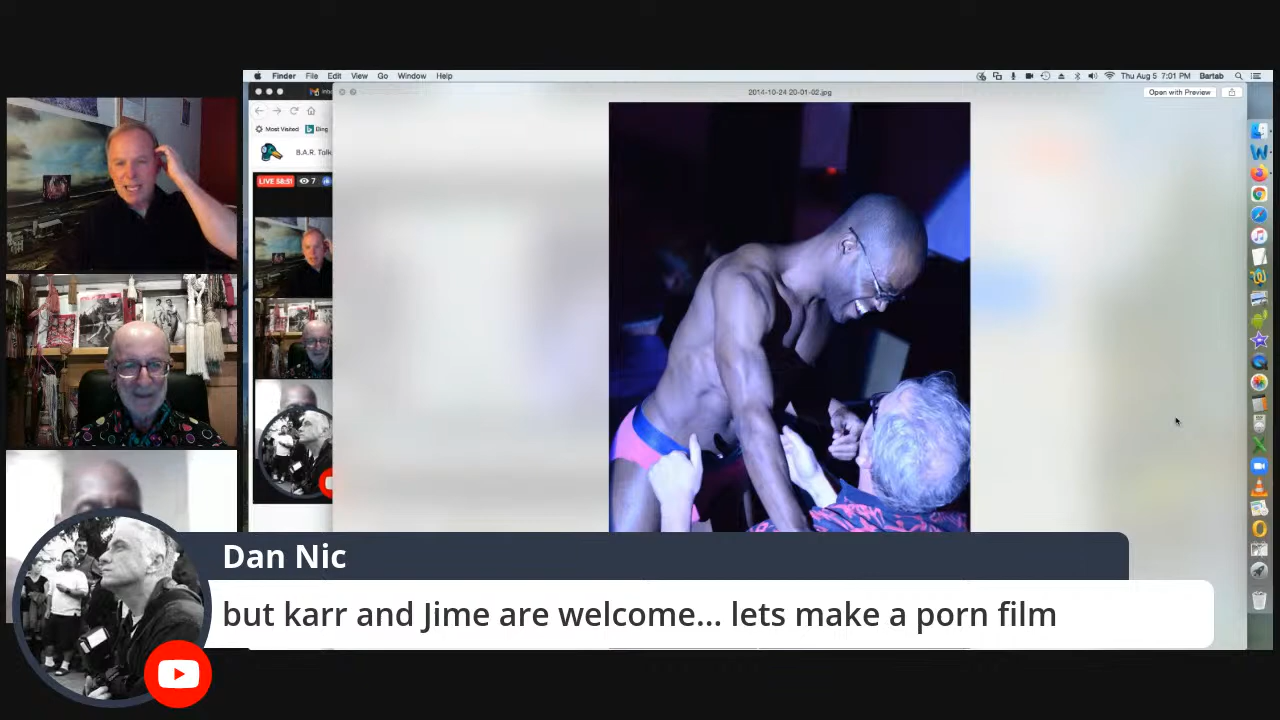 Finder File Edit View Go Window Help
Thu Aug 5 7:01 PM Bartab
2014-10-24 20-01-02.jpg
Open with Preview
Most Visited Bing
B.A.R. Talk
LIVE 58:51 7
Dan Nic
but karr and Jime are welcome... lets make a porn film